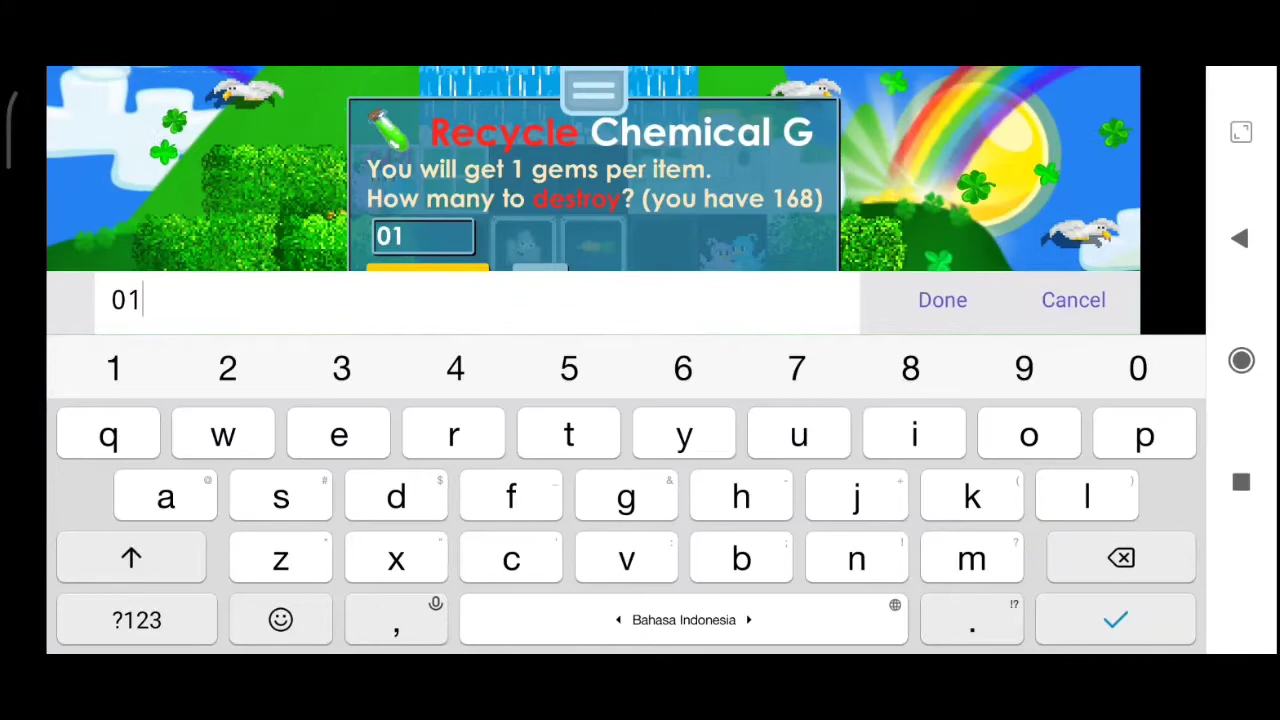 Recycle Chemical G
You will get 1 gems per item.
How many to destroy? (you have 168)
01
01 Done Cancel
1 2 3 4 5 6 7 8 9 0
q w e r t y u i o p
@ # $ _ & - + ( )
a s d f g h j k l
* " ' : ; ! ?
z x c v b n m
?123 , Bahasa Indonesia . !?